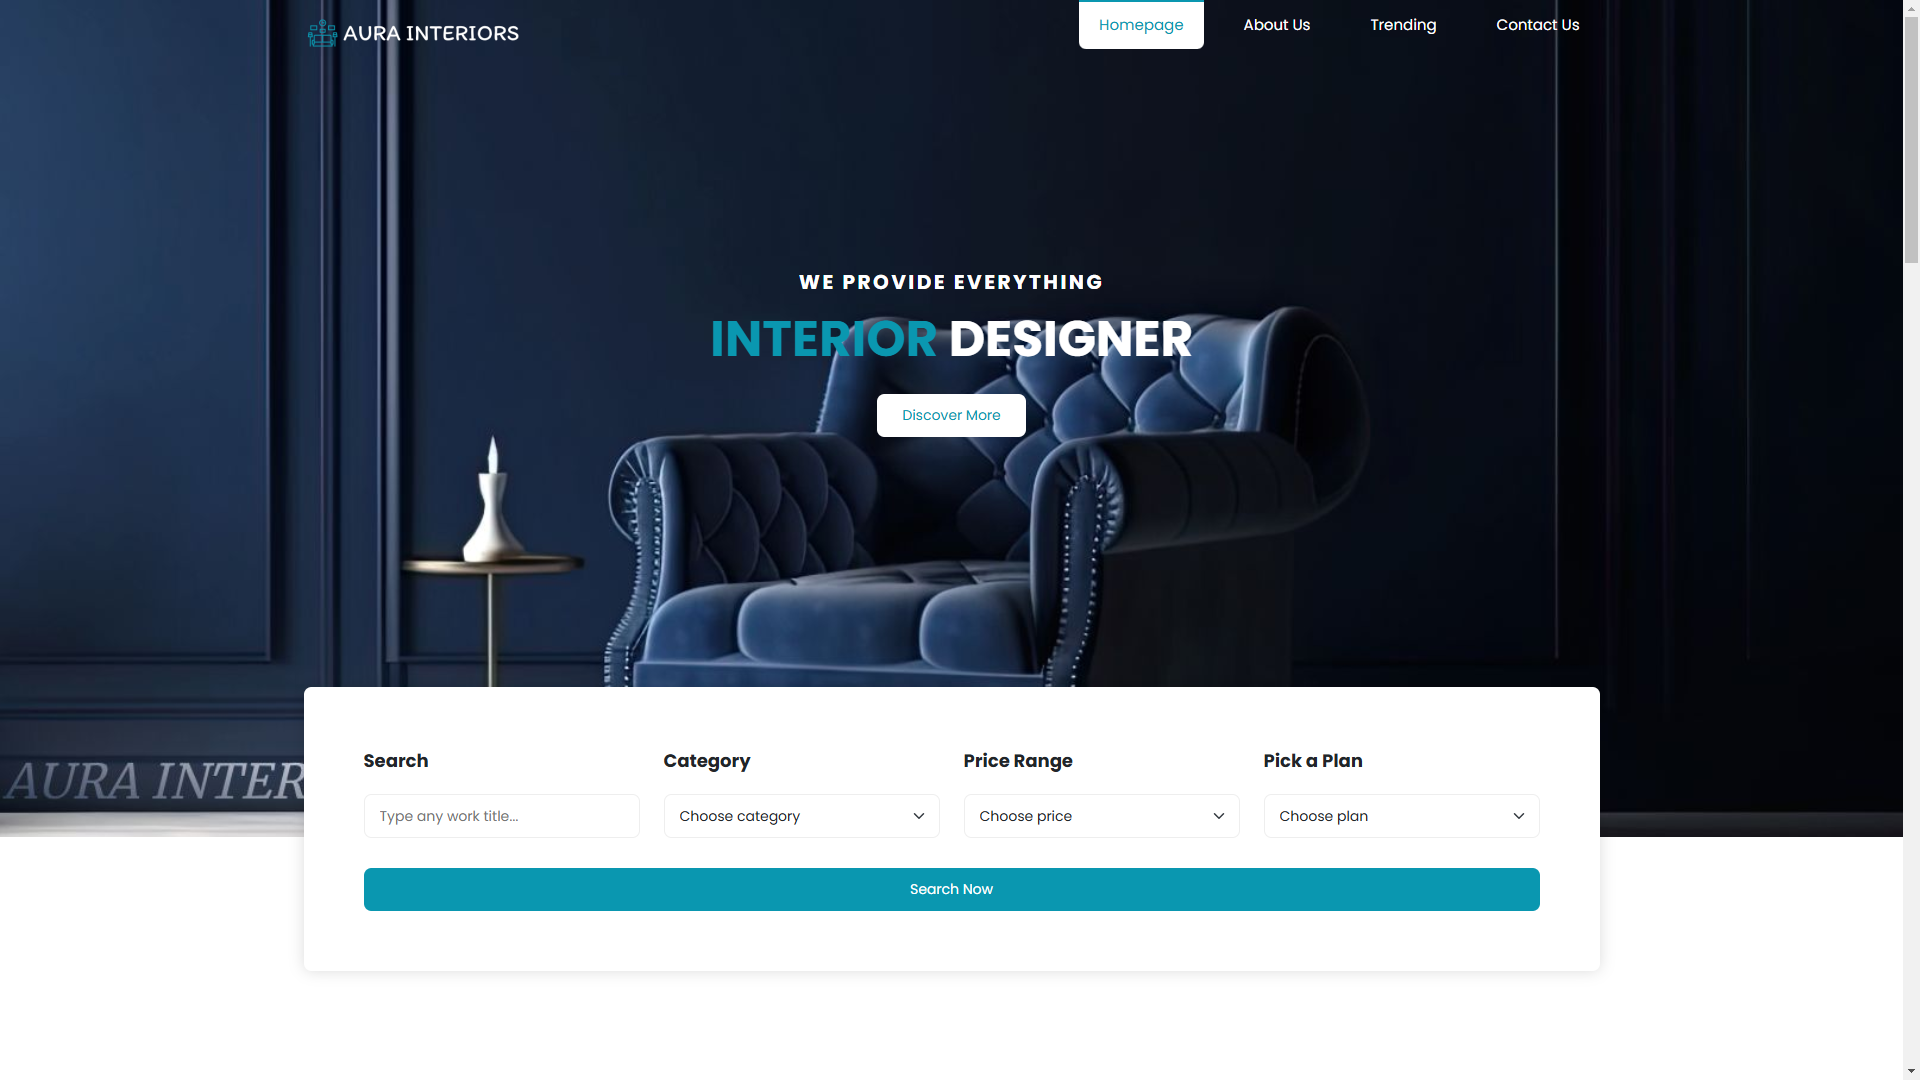 AURA INTERIORS
Homepage
About Us
Trending
Contact Us
WE PROVIDE EVERYTHING
INTERIOR DESIGNER
Discover More
AURA INTER
Search
Category
Price Range
Pick a Plan
Type any work title...
Choose category
Choose price
Choose plan
Search Now